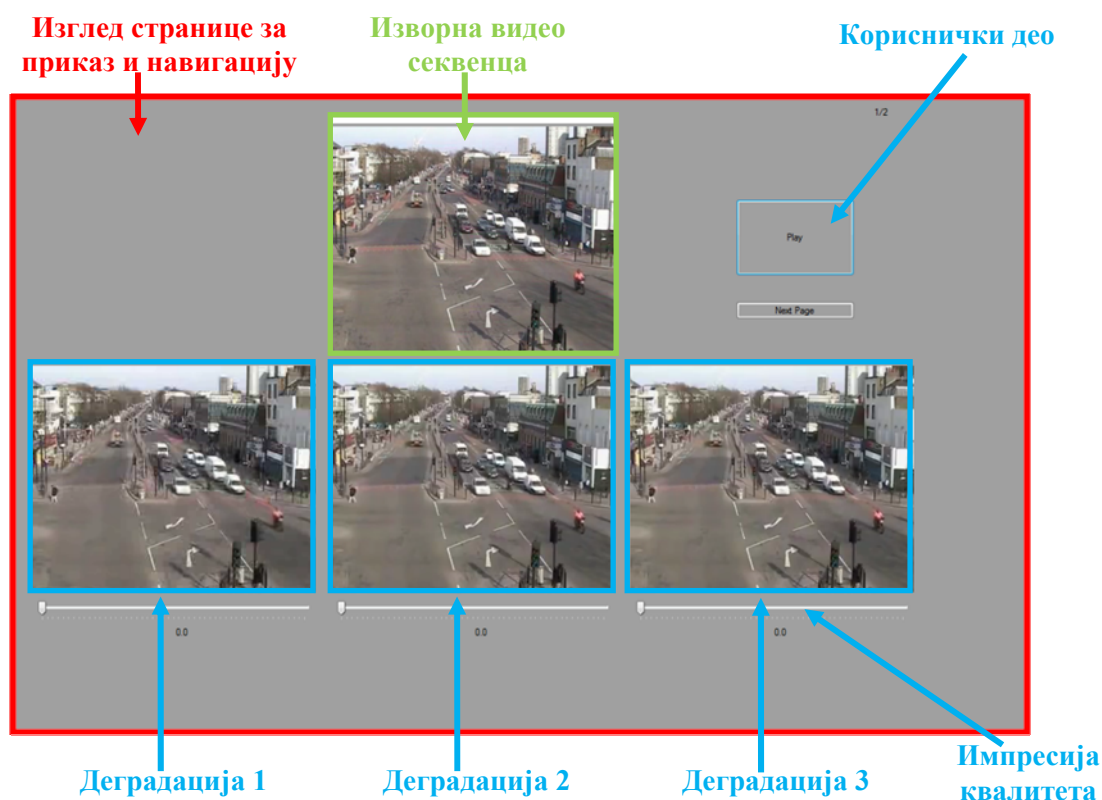 Изглед странице за
приказ и навигацију
Изворна видео
секвенца
Кориснички део
1/2
Play
Next Page
0.0
0.0
0.0
Деградација 1
Деградација 2
Деградација 3
Импресија
квалитета